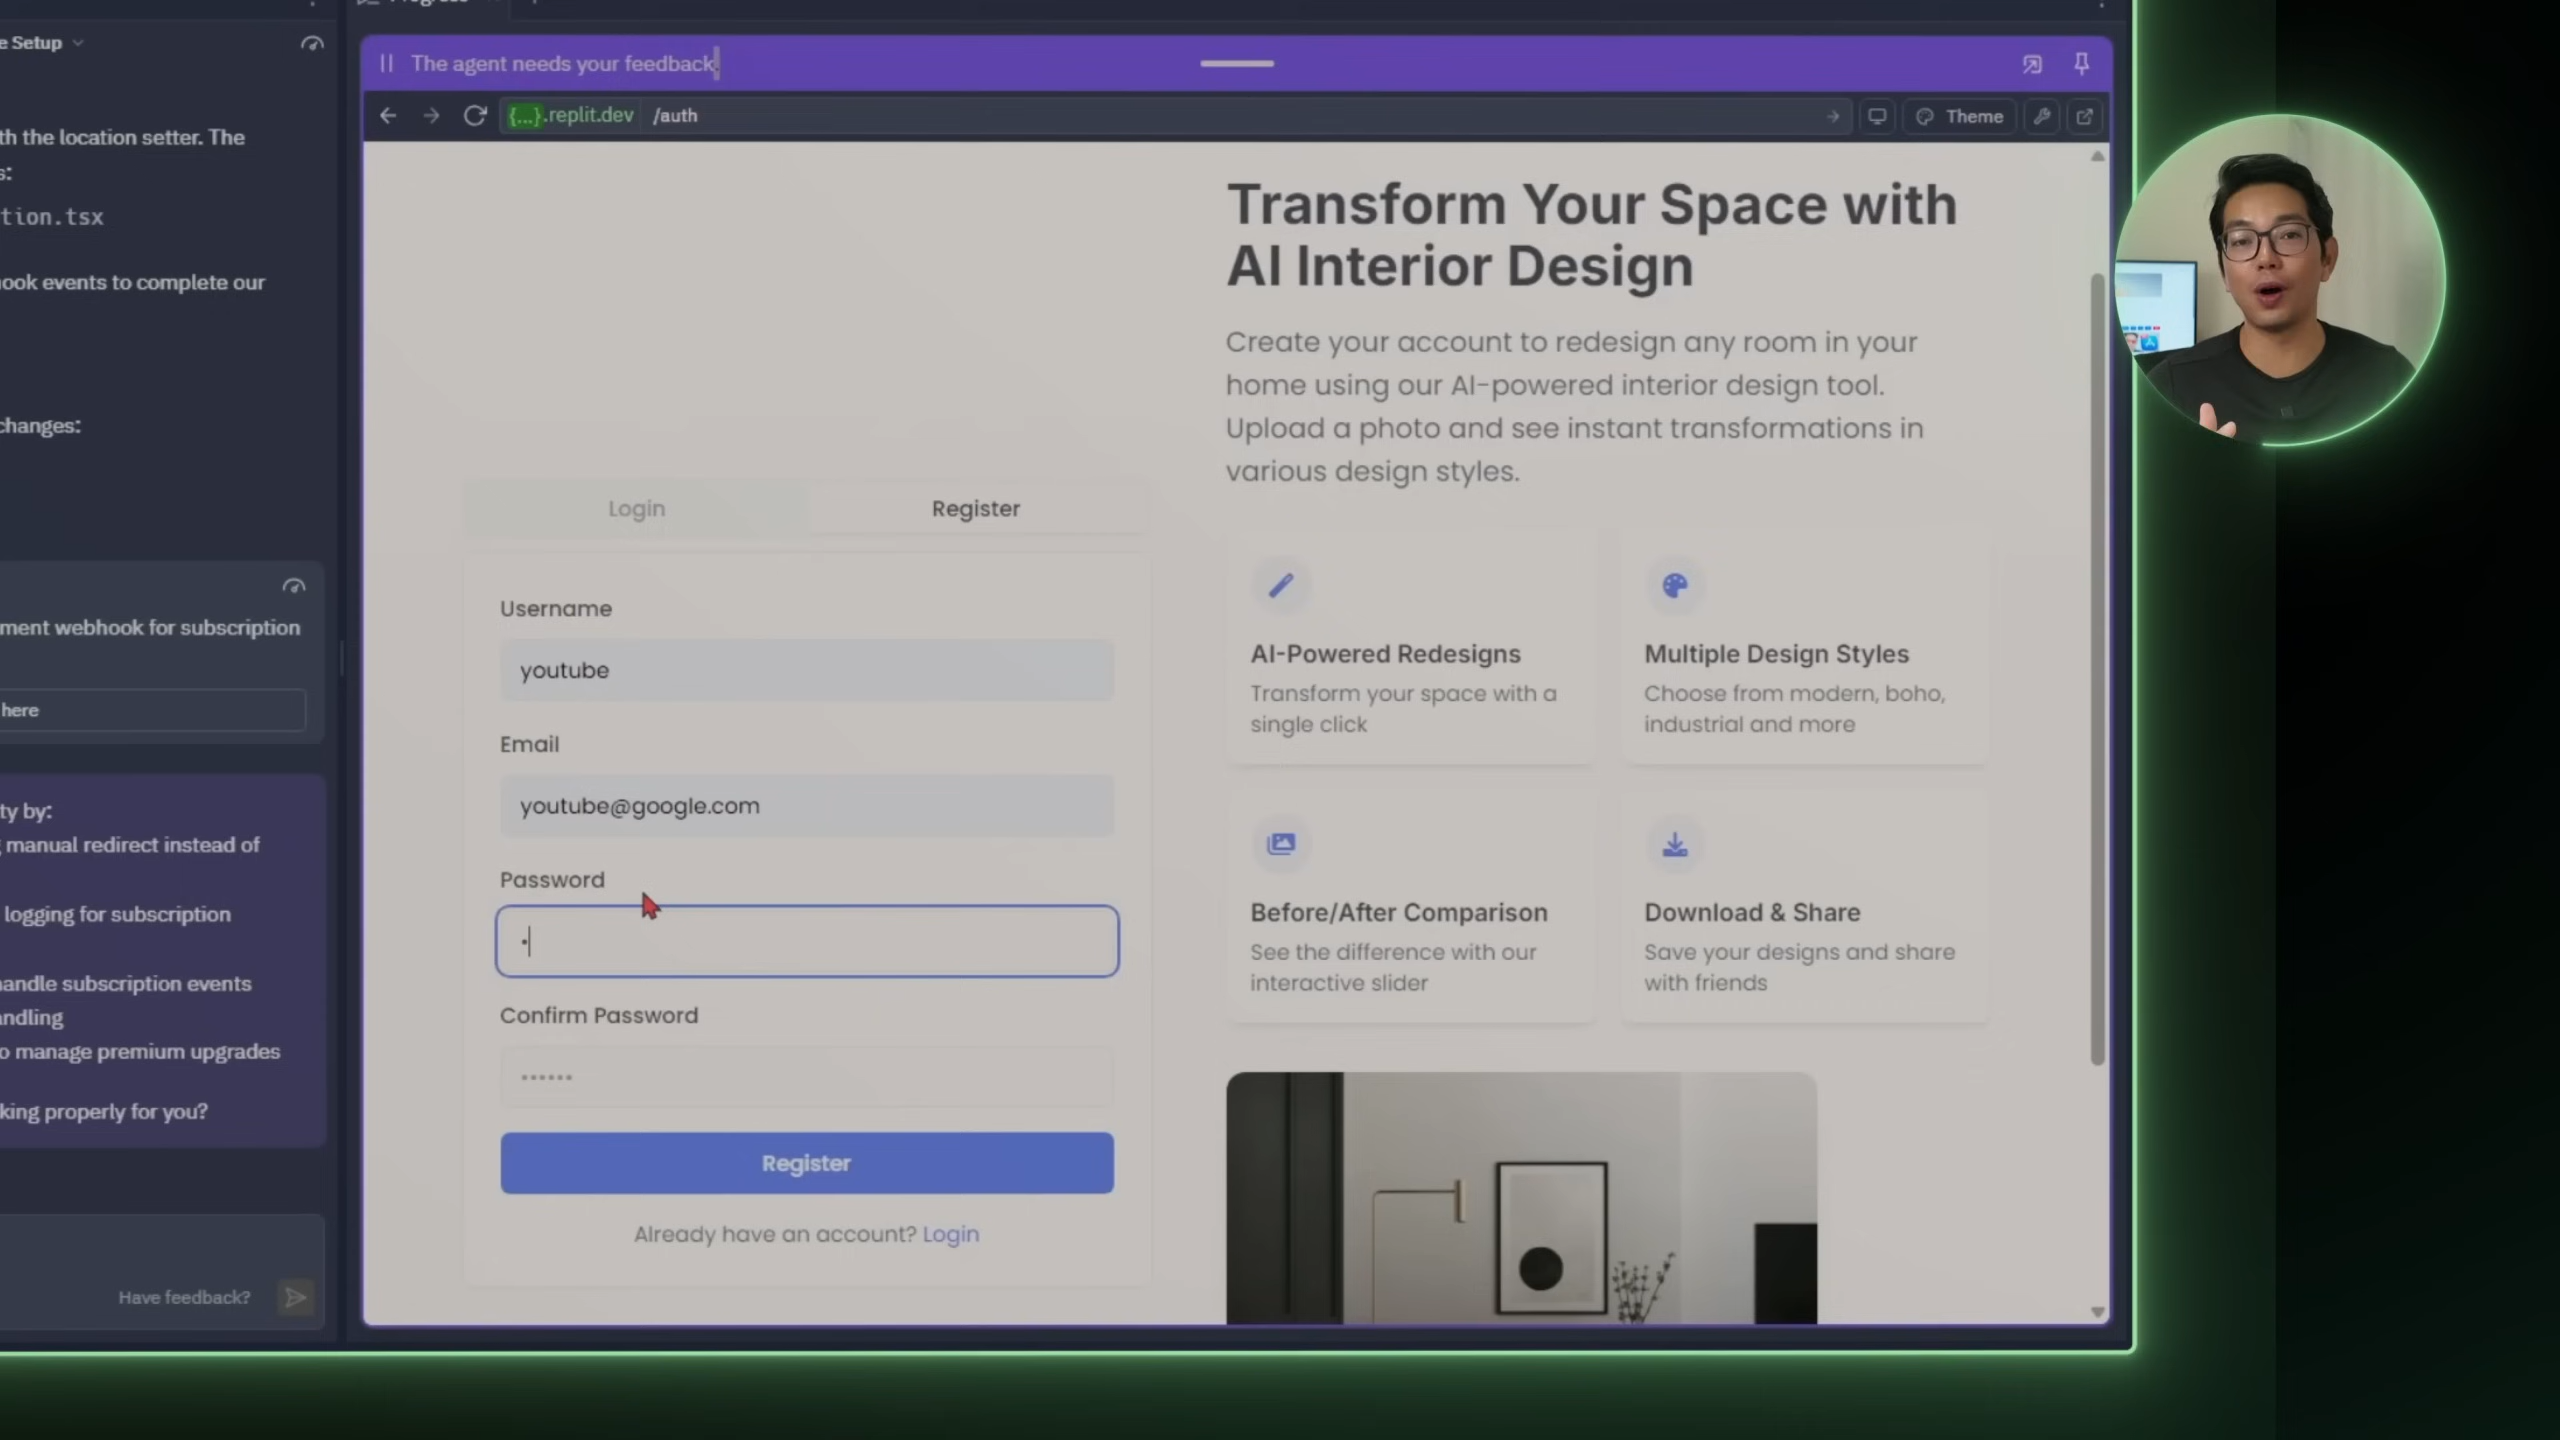 e Setup
The agent needs your feedback
{...}.replit.dev /auth
Theme
th the location setter. The
s:
tion.tsx
ook events to complete our
changes:
ment webhook for subscription
here
ty by:
manual redirect instead of
logging for subscription
handle subscription events
andling
o manage premium upgrades
king properly for you?
Have feedback?
Login
Register
Username
youtube
Email
youtube@google.com
Password
Confirm Password
Register
Already have an account? Login
Transform Your Space with
AI Interior Design
Create your account to redesign any room in your
home using our AI-powered interior design tool.
Upload a photo and see instant transformations in
various design styles.
AI-Powered Redesigns
Transform your space with a
single click
Multiple Design Styles
Choose from modern, boho,
industrial and more
Before/After Comparison
See the difference with our
interactive slider
Download & Share
Save your designs and share
with friends